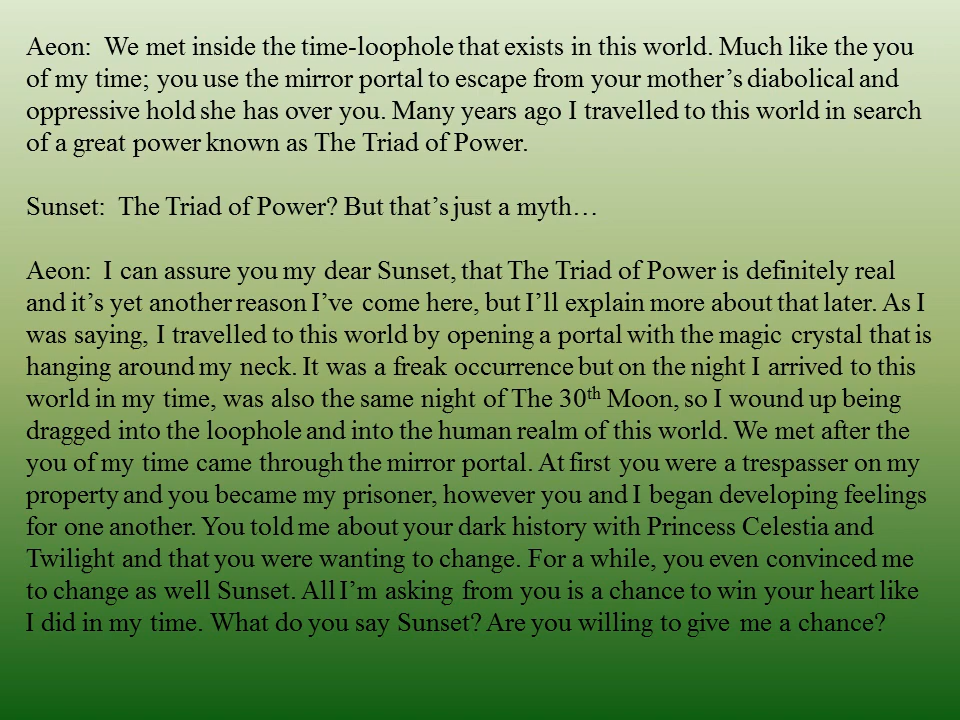 Aeon:  We met inside the time-loophole that exists in this world. Much like the you
of my time; you use the mirror portal to escape from your mother’s diabolical and
oppressive hold she has over you. Many years ago I travelled to this world in search
of a great power known as The Triad of Power.

Sunset:  The Triad of Power? But that’s just a myth…

Aeon:  I can assure you my dear Sunset, that The Triad of Power is definitely real
and it’s yet another reason I’ve come here, but I’ll explain more about that later. As I
was saying, I travelled to this world by opening a portal with the magic crystal that is
hanging around my neck. It was a freak occurrence but on the night I arrived to this
world in my time, was also the same night of The 30th Moon, so I wound up being
dragged into the loophole and into the human realm of this world. We met after the
you of my time came through the mirror portal. At first you were a trespasser on my
property and you became my prisoner, however you and I began developing feelings
for one another. You told me about your dark history with Princess Celestia and
Twilight and that you were wanting to change. For a while, you even convinced me
to change as well Sunset. All I’m asking from you is a chance to win your heart like
I did in my time. What do you say Sunset? Are you willing to give me a chance?